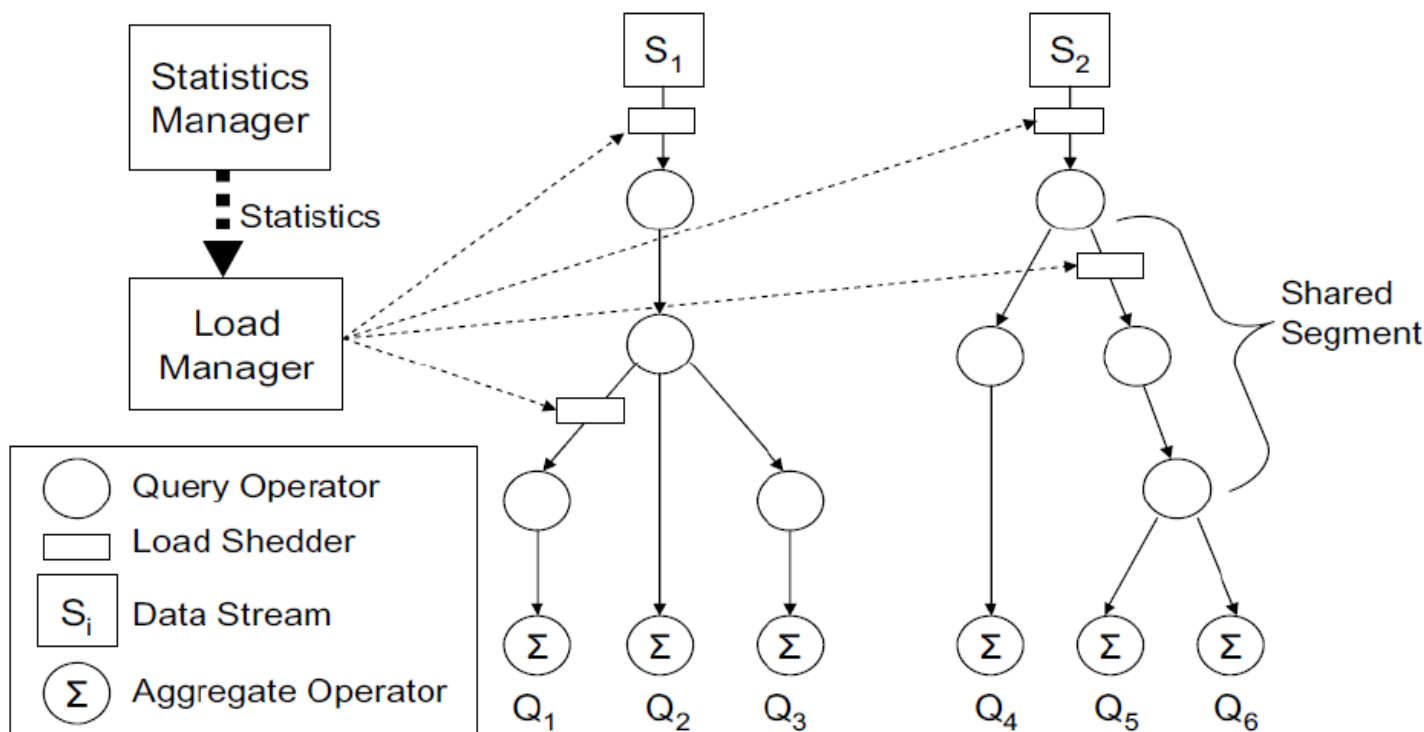 Statistics
Manager
Statistics
Load
Manager
S1
S2
Shared
Segment
Query Operator
Load Shedder
Si Data Stream
Σ Aggregate Operator
Σ Σ Σ Σ Σ Σ
Q1 Q2 Q3 Q4 Q5 Q6